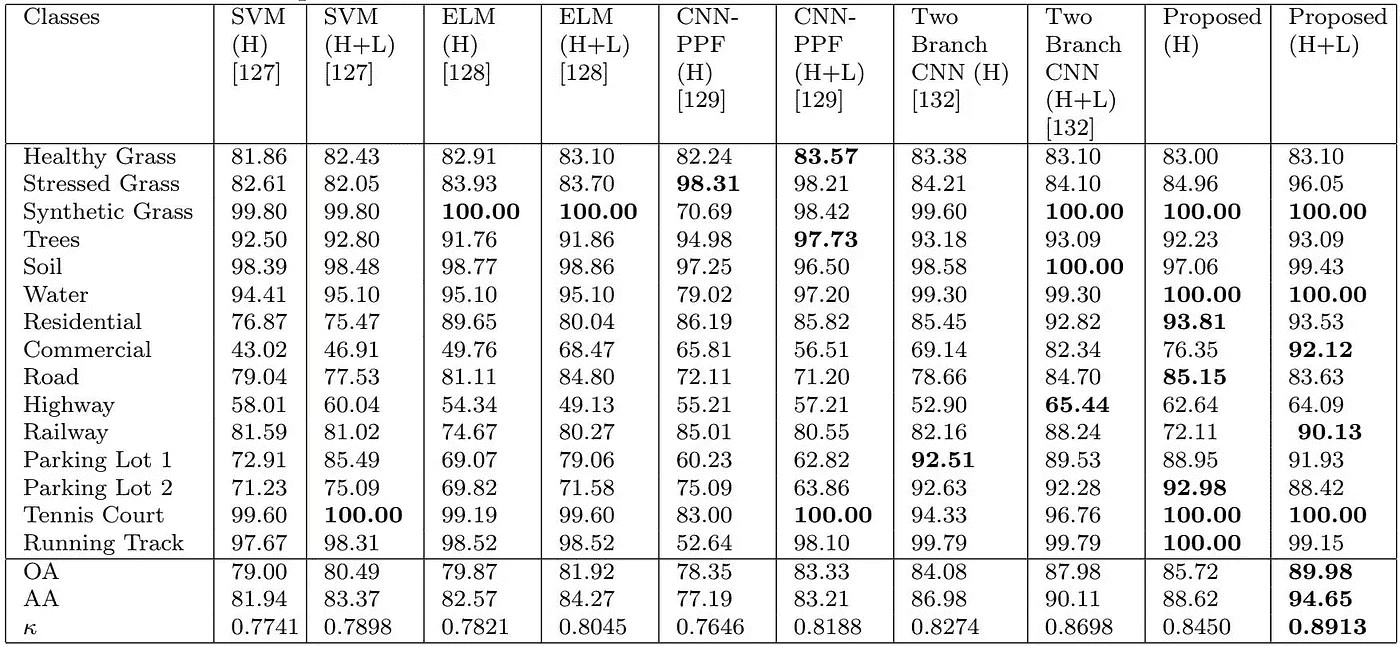 Classes SVM (H) [127] SVM (H+L) [127] ELM (H) [128] ELM (H+L) [128] CNN-PPF (H) [129] CNN-PPF (H+L) [129] Two Branch CNN (H) [132] Two Branch CNN (H+L) [132] Proposed (H) Proposed (H+L)
Healthy Grass 81.86 82.43 82.91 83.10 82.24 83.57 83.38 83.10 83.00 83.10
Stressed Grass 82.61 82.05 83.93 83.70 98.31 98.21 84.21 84.10 84.96 96.05
Synthetic Grass 99.80 99.80 100.00 100.00 70.69 98.42 99.60 100.00 100.00 100.00
Trees 92.50 92.80 91.76 91.86 94.98 97.73 93.18 93.09 92.23 93.09
Soil 98.39 98.48 98.77 98.86 97.25 96.50 98.58 100.00 97.06 99.43
Water 94.41 95.10 95.10 95.10 79.02 97.20 99.30 99.30 100.00 100.00
Residential 76.87 75.47 89.65 80.04 86.19 85.82 85.45 92.82 93.81 93.53
Commercial 43.02 46.91 49.76 68.47 65.81 56.51 69.14 82.34 76.35 92.12
Road 79.04 77.53 81.11 84.80 72.11 71.20 78.66 84.70 85.15 83.63
Highway 58.01 60.04 54.34 49.13 55.21 57.21 52.90 65.44 62.64 64.09
Railway 81.59 81.02 74.67 80.27 85.01 80.55 82.16 88.24 72.11 90.13
Parking Lot 1 72.91 85.49 69.07 79.06 60.23 62.82 92.51 89.53 88.95 91.93
Parking Lot 2 71.23 75.09 69.82 71.58 75.09 63.86 92.63 92.28 92.98 88.42
Tennis Court 99.60 100.00 99.19 99.60 83.00 100.00 94.33 96.76 100.00 100.00
Running Track 97.67 98.31 98.52 98.52 52.64 98.10 99.79 99.79 100.00 99.15
OA 79.00 80.49 79.87 81.92 78.35 83.33 84.08 87.98 85.72 89.98
AA 81.94 83.37 82.57 84.27 77.19 83.21 86.98 90.11 88.62 94.65
κ 0.7741 0.7898 0.7821 0.8045 0.7646 0.8188 0.8274 0.8698 0.8450 0.8913